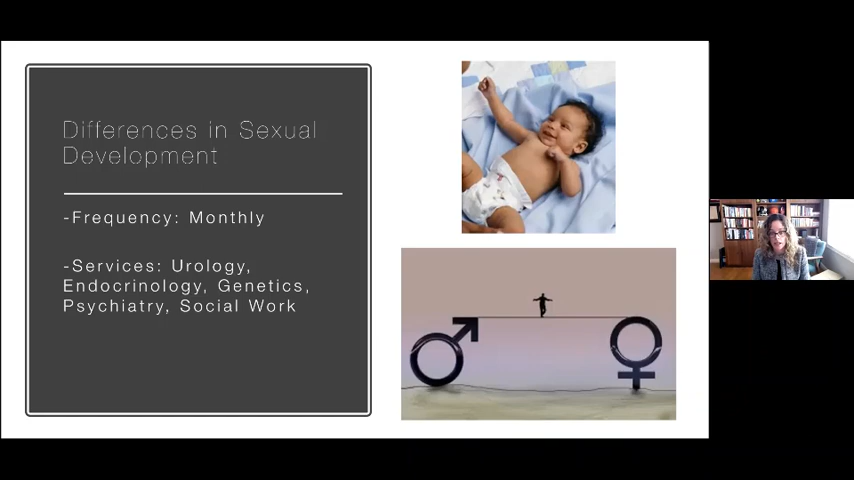 Differences in Sexual
Development
-Frequency: Monthly
-Services: Urology,
Endocrinology, Genetics,
Psychiatry, Social Work